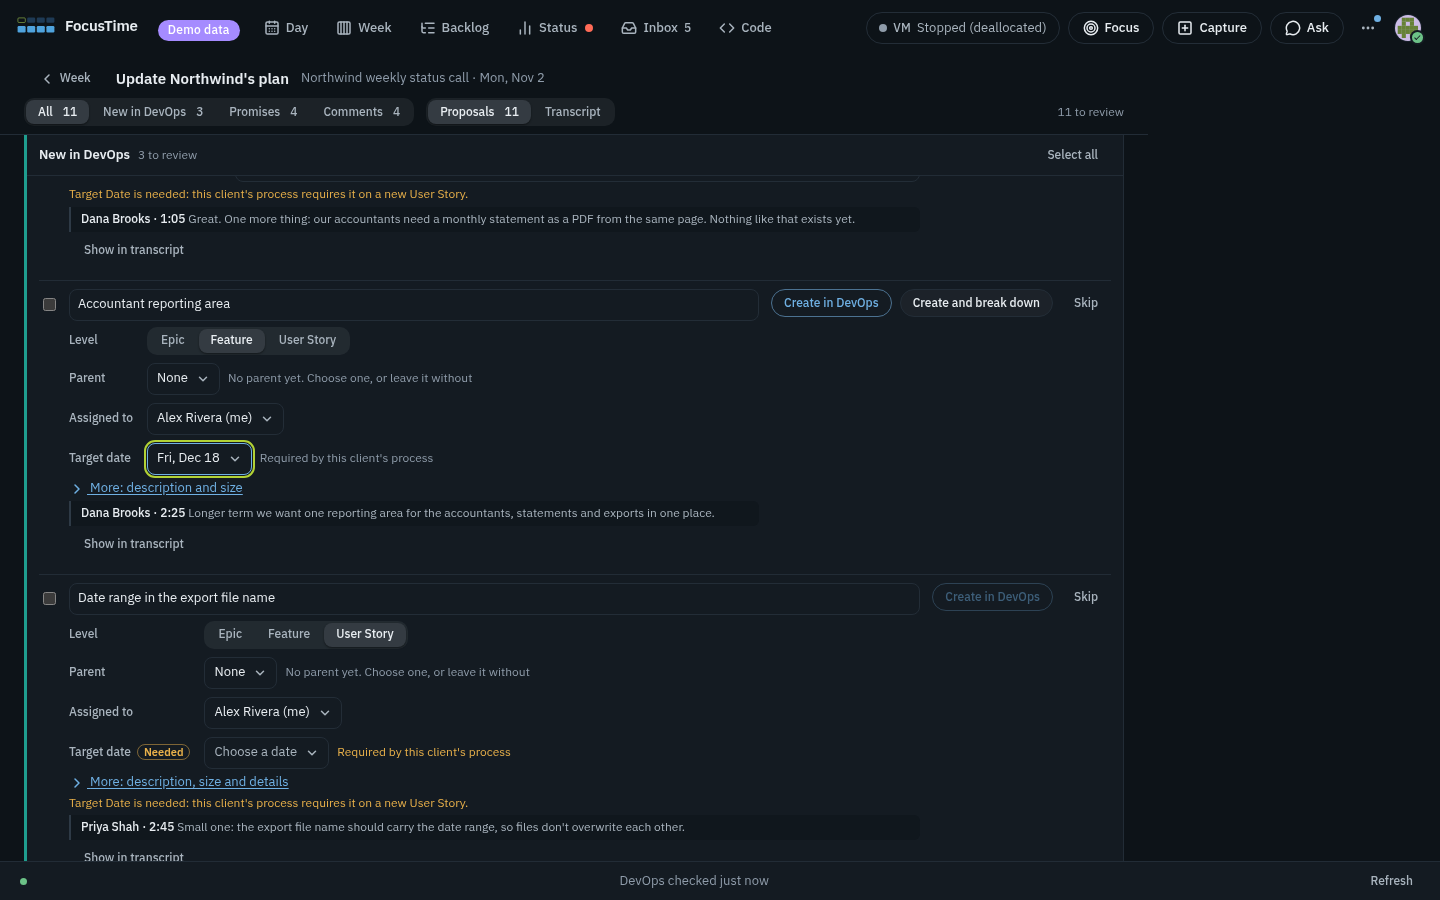 FocusTime
Demo data
Day
Week
Backlog
Status
Inbox 5
Code
VM Stopped (deallocated)
Focus
Capture
Ask
Week
Update Northwind's plan
Northwind weekly status call · Mon, Nov 2
All 11
New in DevOps 3
Promises 4
Comments 4
Proposals 11
Transcript
11 to review
New in DevOps 3 to review
Select all
Target Date is needed: this client's process requires it on a new User Story.
Dana Brooks · 1:05 Great. One more thing: our accountants need a monthly statement as a PDF from the same page. Nothing like that exists yet.
Show in transcript
Accountant reporting area
Create in DevOps
Create and break down
Skip
Level
Epic
Feature
User Story
Parent
None
No parent yet. Choose one, or leave it without
Assigned to
Alex Rivera (me)
Target date
Fri, Dec 18
Required by this client's process
More: description and size
Dana Brooks · 2:25 Longer term we want one reporting area for the accountants, statements and exports in one place.
Show in transcript
Date range in the export file name
Create in DevOps
Skip
Level
Epic
Feature
User Story
Parent
None
No parent yet. Choose one, or leave it without
Assigned to
Alex Rivera (me)
Target date
Needed
Choose a date
Required by this client's process
More: description, size and details
Target Date is needed: this client's process requires it on a new User Story.
Priya Shah · 2:45 Small one: the export file name should carry the date range, so files don't overwrite each other.
Show in transcript
DevOps checked just now
Refresh